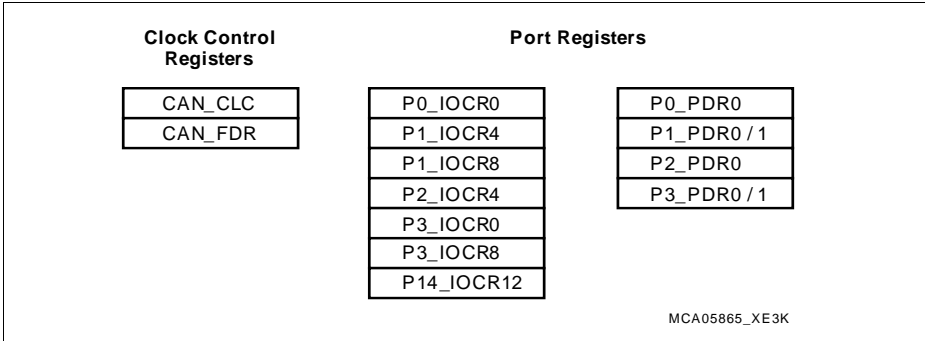 Clock Control
Registers
Port Registers
CAN_CLC
CAN_FDR
P0_IOCR0
P1_IOCR4
P1_IOCR8
P2_IOCR4
P3_IOCR0
P3_IOCR8
P14_IOCR12
P0_PDR0
P1_PDR0 / 1
P2_PDR0
P3_PDR0 / 1
MCA05865_XE3K